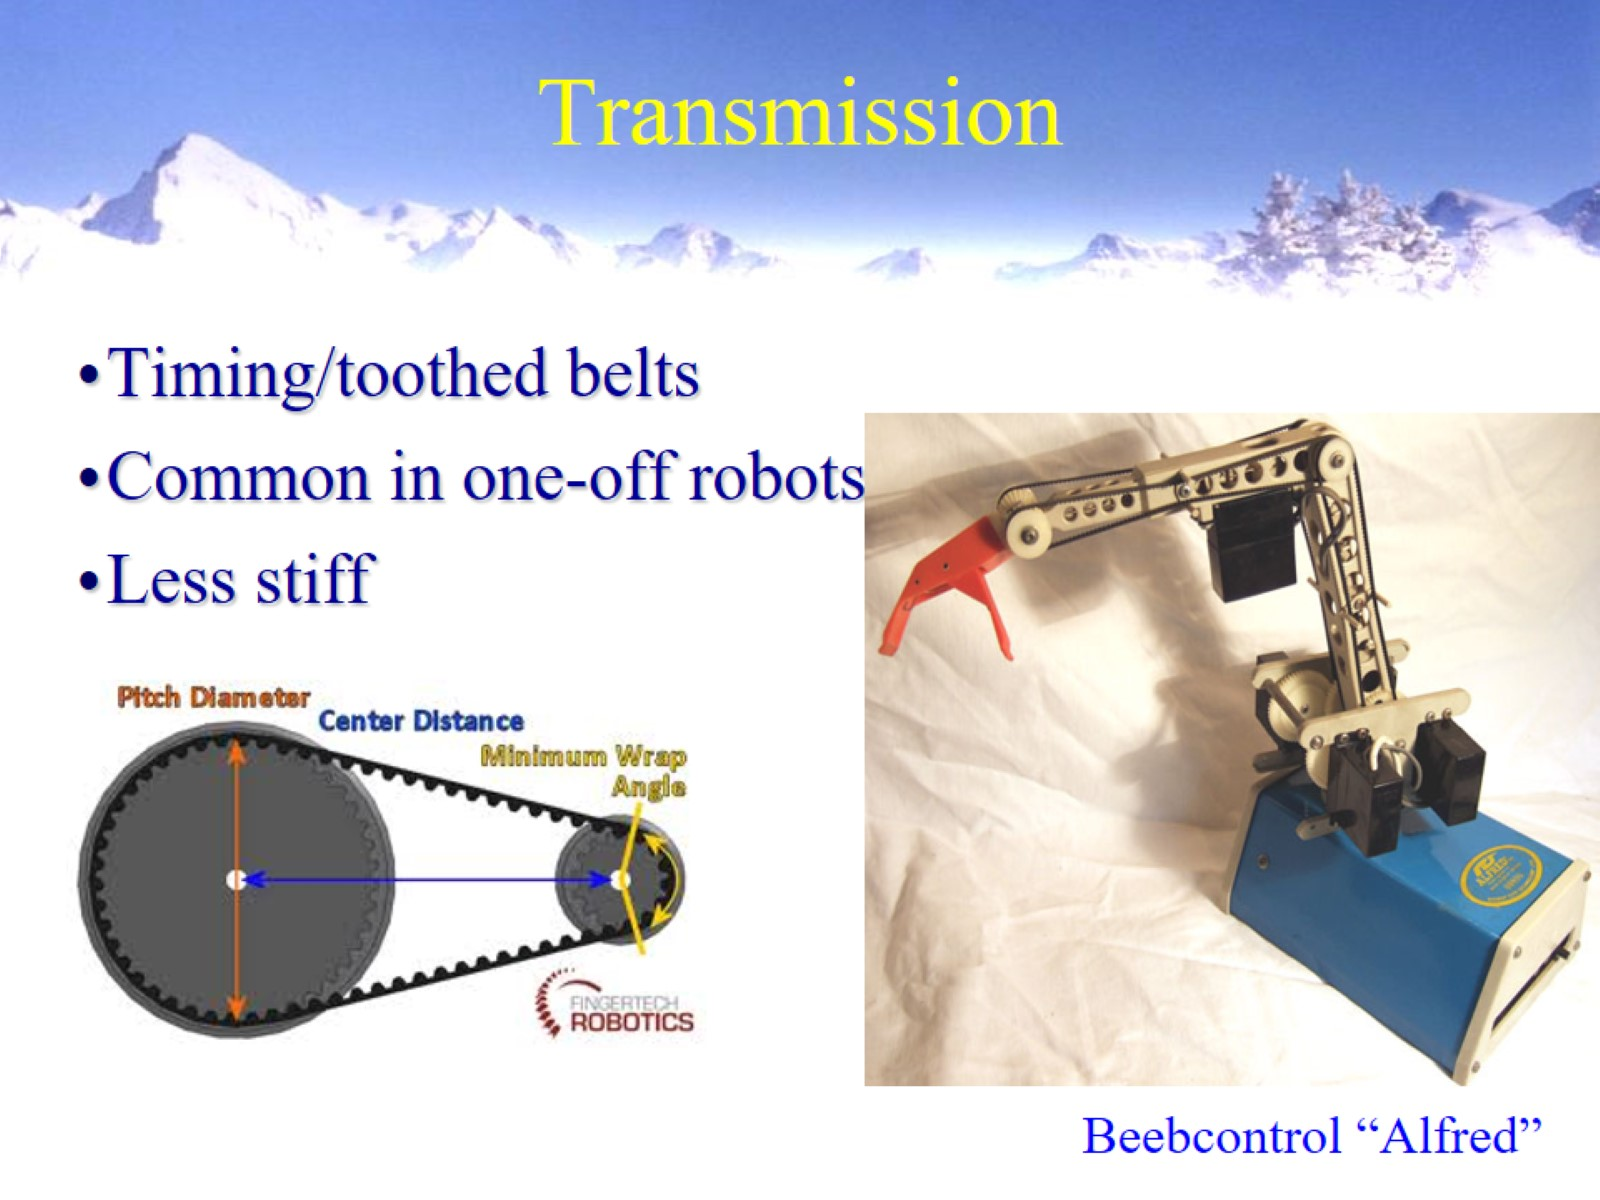 Transmission
•Timing/toothed belts
•Common in one-off robots
•Less stiff
Pitch Diameter
Center Distance
Minimum Wrap
Angle
FINGERTECH
ROBOTICS
ALFRED
Beebcontrol “Alfred”